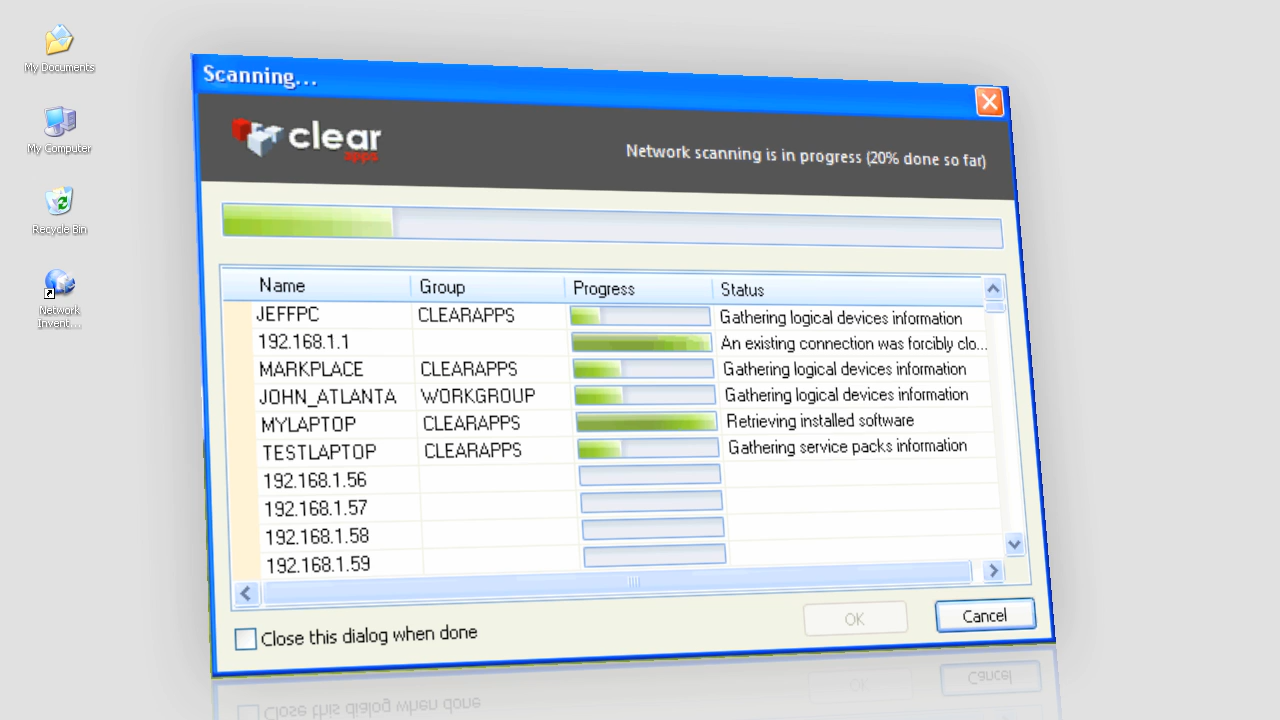 My Documents
My Computer
Recycle Bin
Network
Invent...
Scanning...
clear
apps
Network scanning is in progress (20% done so far)
Name Group Progress Status
JEFFPC CLEARAPPS Gathering logical devices information
192.168.1.1 An existing connection was forcibly clo...
MARKPLACE CLEARAPPS Gathering logical devices information
JOHN_ATLANTA WORKGROUP Gathering logical devices information
MYLAPTOP CLEARAPPS Retrieving installed software
TESTLAPTOP CLEARAPPS Gathering service packs information
192.168.1.56
192.168.1.57
192.168.1.58
192.168.1.59
Close this dialog when done
OK Cancel